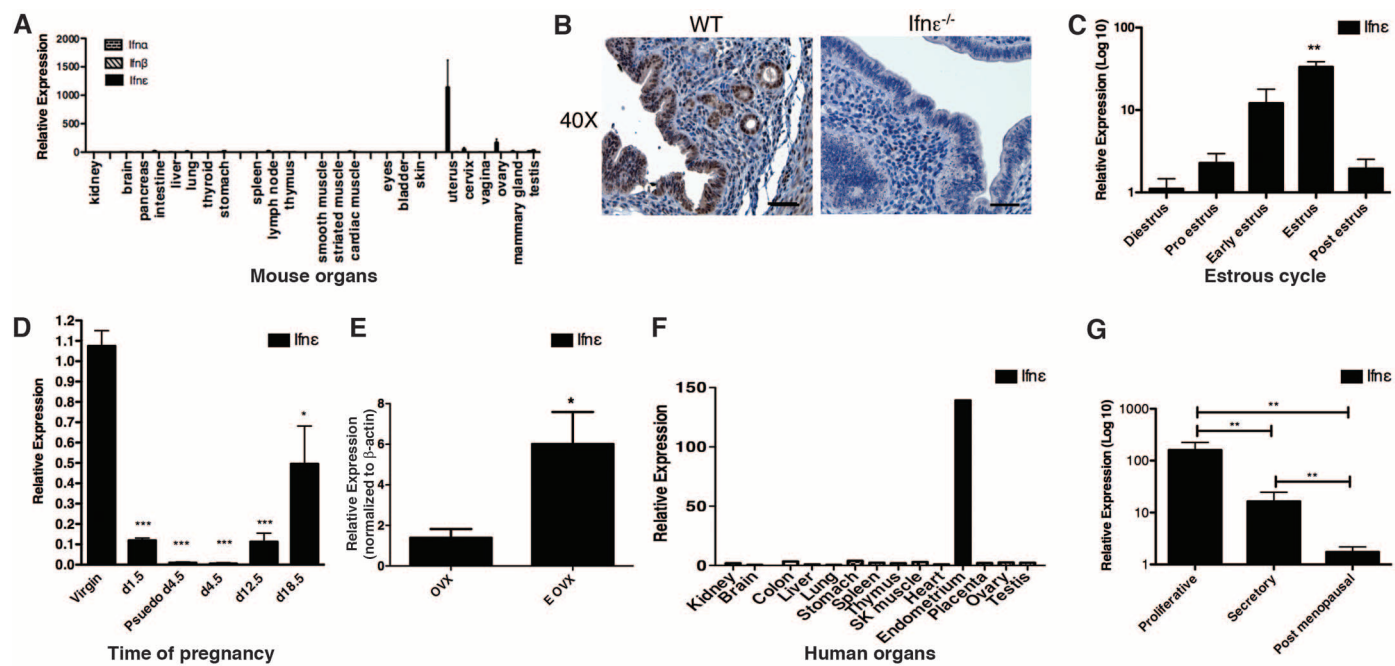 A
Relative Expression
2000
1500
1000
500
0
Ifnα
Ifnβ
Ifnε
kidney
brain
pancreas
intestine
liver
lung
thyroid
stomach
spleen
lymph node
thymus
smooth muscle
striated muscle
cardiac muscle
eyes
bladder
skin
uterus
cervix
vagina
ovary
mammary gland
testis
Mouse organs
B
WT
Ifnε-/-
40X
C
Relative Expression (Log10)
100
10
1
**
Ifnε
Diestrus
Pro estrus
Early estrus
Estrus
Post estrus
Estrous cycle
D
Relative Expression
1.2
1.1
1.0
0.9
0.8
0.7
0.6
0.5
0.4
0.3
0.2
0.1
0.0
Ifnε
***
***
***
***
*
Virgin
d1.5
Psuedo d4.5
d4.5
d12.5
d18.5
Time of pregnancy
E
Relative Expression
(normalized to β-actin)
8
6
4
2
0
Ifnε
*
OVX
E OVX
F
Relative Expression
150
100
50
0
Ifnε
Kidney
Brain
Colon
Liver
Lung
Stomach
Spleen
Thymus
SK muscle
Heart
Endometrium
Placenta
Ovary
Testis
Human organs
G
Relative Expression (Log10)
1000
100
10
1
Ifnε
**
**
**
Proliferative
Secretory
Post menopausal